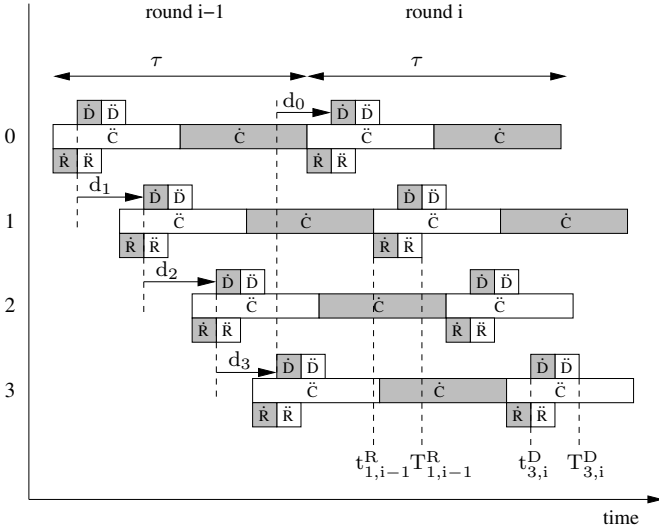 round i−1 round i
τ τ
d₀
Ḋ D̈ Ḋ D̈
0 C̈ Ċ C̈ Ċ
Ṙ R̈ Ṙ R̈
d₁ Ḋ D̈ Ḋ D̈
1 C̈ Ċ C̈ Ċ
Ṙ R̈ Ṙ R̈
d₂ Ḋ D̈ Ḋ D̈
2 C̈ Ċ C̈
Ṙ R̈ Ṙ R̈
d₃ Ḋ D̈ Ḋ D̈
3 C̈ Ċ C̈
Ṙ R̈ Ṙ R̈
t^R_{1,i−1} T^R_{1,i−1} t^D_{3,i} T^D_{3,i}
time